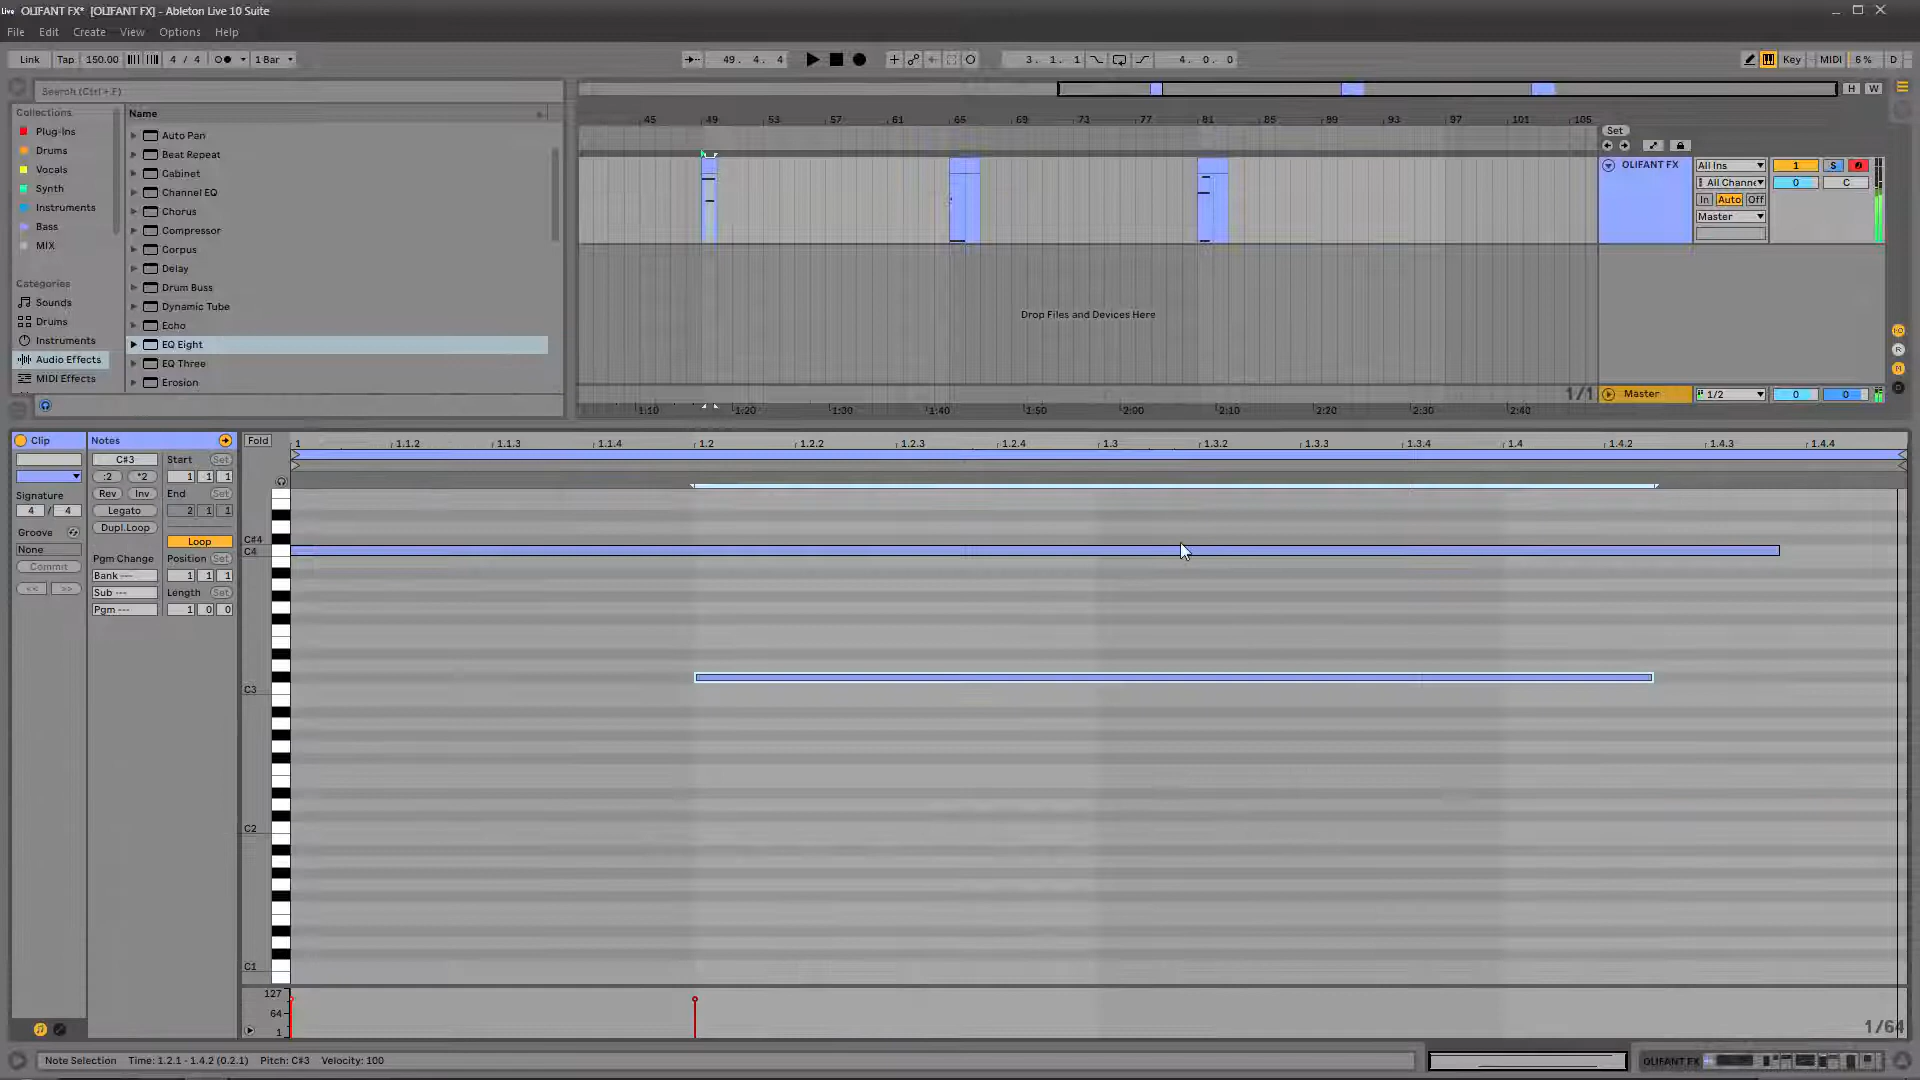 Live OLIFANT FX* [OLIFANT FX] - Ableton Live 10 Suite
File Edit Create View Options Help
Link Tap 150.00 4 / 4 1 Bar 49. 4. 4 3. 1. 1 4. 0. 0 Key MIDI 6 % D
Search (Ctrl + F)
H W
Collections
Plug-Ins
Drums
Vocals
Synth
Instruments
Bass
MIX
Categories
Sounds
Drums
Instruments
Audio Effects
MIDI Effects
Name
Auto Pan
Beat Repeat
Cabinet
Channel EQ
Chorus
Compressor
Corpus
Delay
Drum Buss
Dynamic Tube
Echo
EQ Eight
EQ Three
Erosion
45 49 53 57 61 65 69 73 77 81 85 89 93 97 101 105
Set
OLIFANT FX All Ins 1 S
All Channe 0 C
In Auto Off
Master
Drop Files and Devices Here
1/1 Master 1/2 0 0
1:10 1:20 1:30 1:40 1:50 2:00 2:10 2:20 2:30 2:40
Clip
Signature
4 / 4
Groove
None
Commit
<< >>
Notes
C#3
:2 *2
Rev Inv
Legato
Dupl.Loop
Pgm Change
Bank ---
Sub ---
Pgm ---
Start Set
1 1 1
End Set
2 1 1
Loop
Position Set
1 1 1
Length Set
1 0 0
Fold 1 1.1.2 1.1.3 1.1.4 1.2 1.2.2 1.2.3 1.2.4 1.3 1.3.2 1.3.3 1.3.4 1.4 1.4.2 1.4.3 1.4.4
C#4
C4
C3
C2
C1
127
64
1
1/64
Note Selection Time: 1.2.1 - 1.4.2 (0.2.1) Pitch: C#3 Velocity: 100
OLIFANT FX